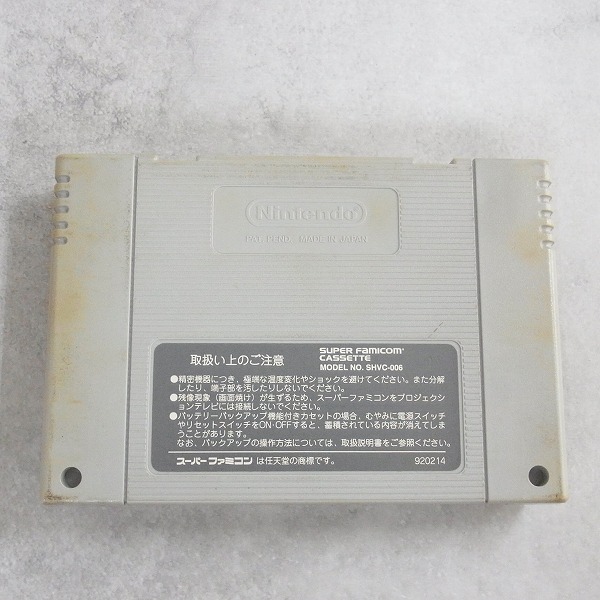 Nintendo®
PAT. PEND. MADE IN JAPAN
取扱い上のご注意
SUPER FAMICOM®
CASSETTE
MODEL NO. SHVC-006
●精密機器につき、極端な温度変化やショックを避けてください。また分解
したり、端子部を汚したりしないでください。
●残像現象（画面焼け）が生ずるため、スーパーファミコンをプロジェクシ
ョンテレビには接続しないでください。
●バッテリーバックアップ機能付きカセットの場合、むやみに電源スイッチ
やリセットスイッチをON・OFFすると、蓄積されている内容が消えてしま
うことがあります。
なお、バックアップの操作方法については、取扱説明書をご参照ください。
スーパーファミコンは任天堂の商標です。
920214